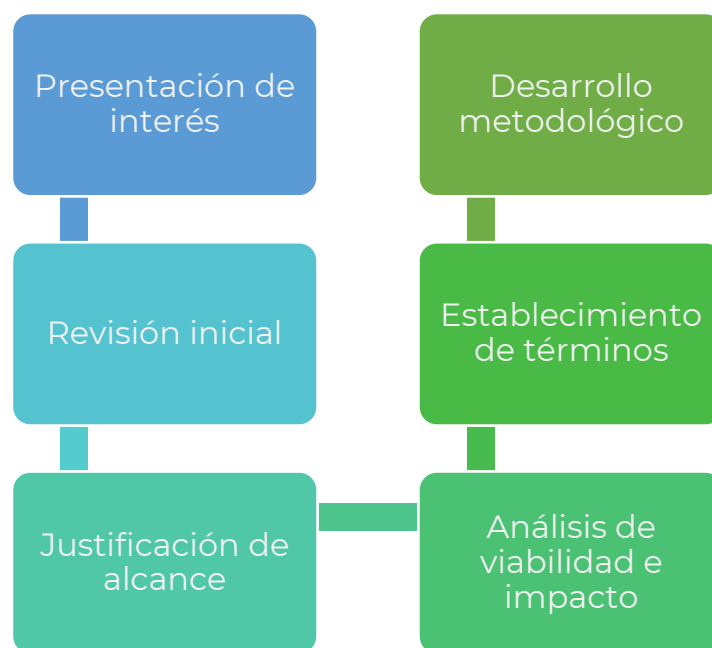 Presentación de
interés
Revisión inicial
Justificación de
alcance
Análisis de
viabilidad e
impacto
Establecimiento
de términos
Desarrollo
metodológico